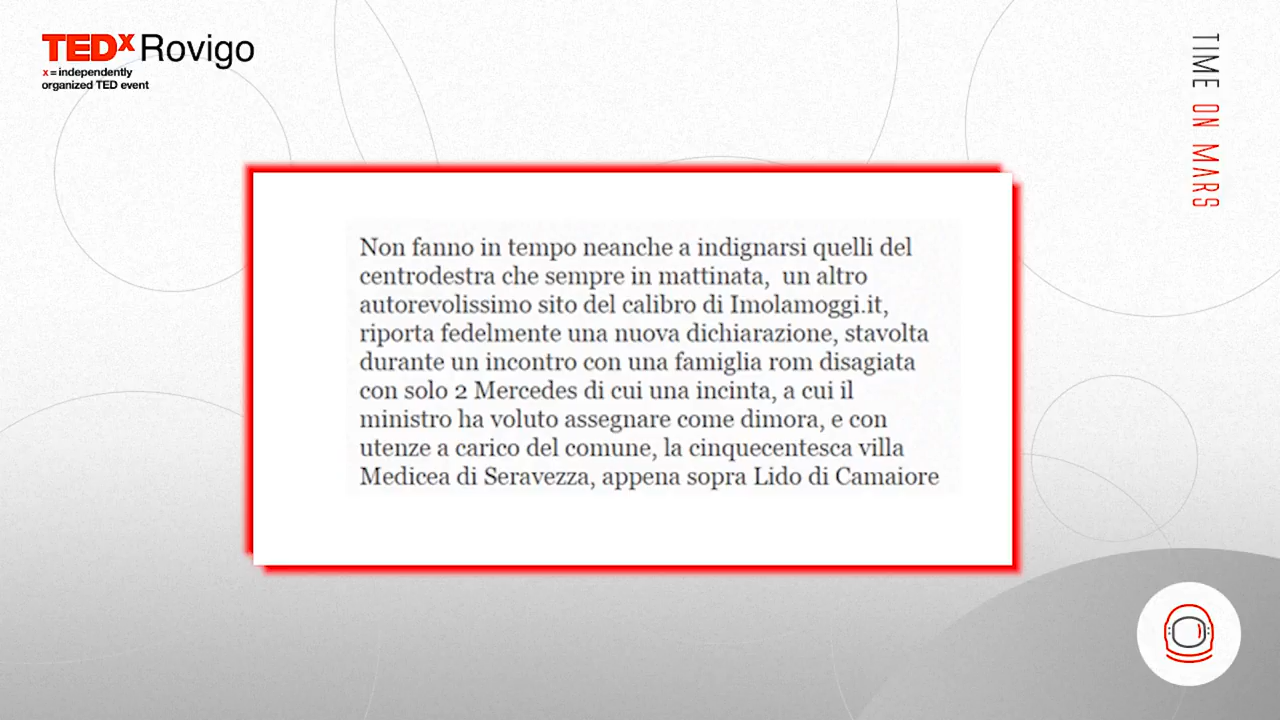 TEDx Rovigo
x = independently
organized TED event
TIME ON MARS
Non fanno in tempo neanche a indignarsi quelli del
centrodestra che sempre in mattinata,  un altro
autorevolissimo sito del calibro di Imolamoggi.it,
riporta fedelmente una nuova dichiarazione, stavolta
durante un incontro con una famiglia rom disagiata
con solo 2 Mercedes di cui una incinta, a cui il
ministro ha voluto assegnare come dimora, e con
utenze a carico del comune, la cinquecentesca villa
Medicea di Seravezza, appena sopra Lido di Camaiore